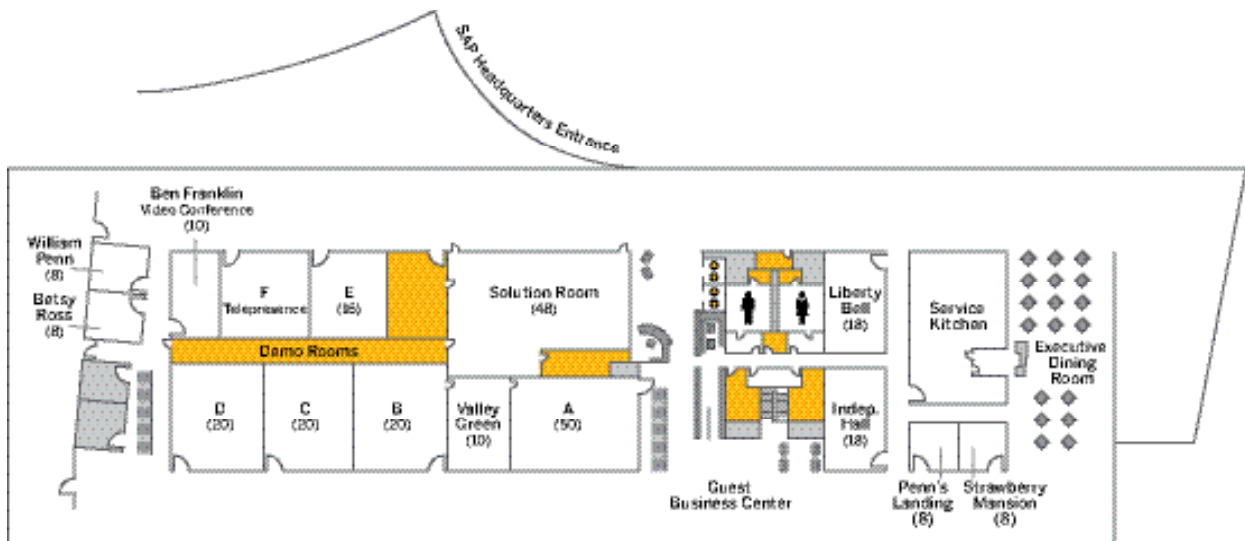 SAP Headquarters Entrance
Ben Franklin
Video Conference
(10)
William
Penn
(8)
Betsy
Ross
(8)
F
Telepresence
E
(16)
Solution Room
(48)
Liberty
Bell
(18)
Service
Kitchen
Executive
Dining
Room
Demo Rooms
D
(20)
C
(20)
B
(20)
Valley
Green
(10)
A
(50)
Indep.
Hall
(18)
Guest
Business Center
Penn's
Landing
(8)
Strawberry
Mansion
(8)